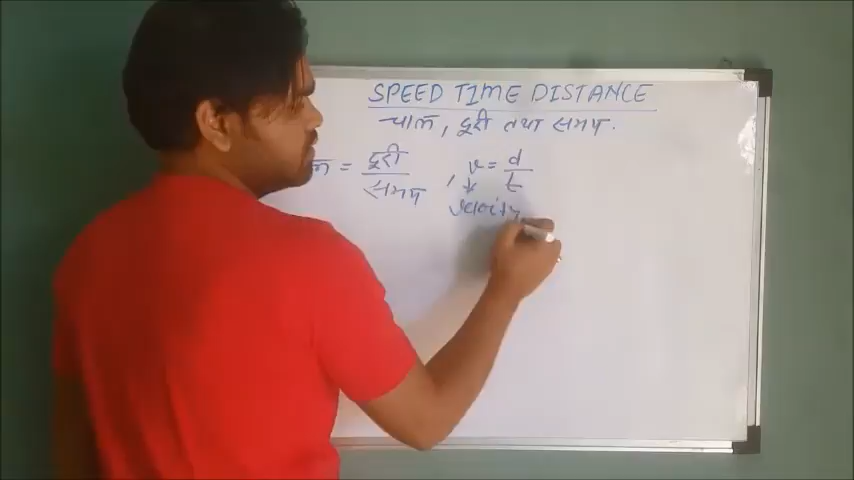 SPEED TIME DISTANCE
चाल, दूरी तथा समय.
= दूरी / समय , v = d / t
velocity